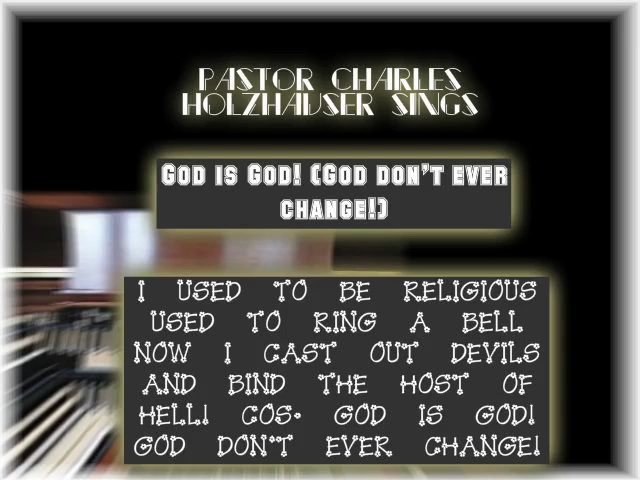 PASTOR CHARLES
HOLZHAUSER SINGS
God is God! (God don't ever
change!)
I USED TO BE RELIGIOUS
USED TO RING A BELL
NOW I CAST OUT DEVILS
AND BIND THE HOST OF
HELL! COS. GOD IS GOD!
GOD DON"T EVER CHANGE!